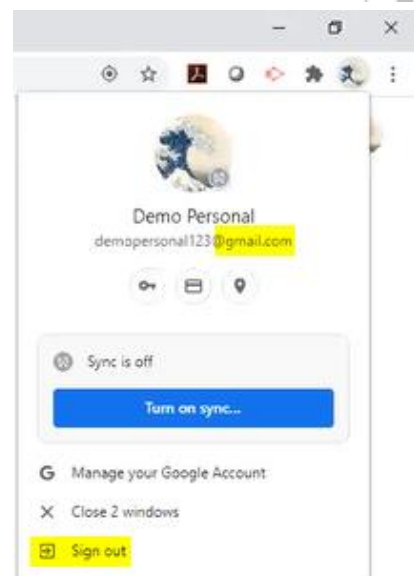 Demo Personal
demopersonal123@gmail.com
Sync is off
Turn on sync...
Manage your Google Account
Close 2 windows
Sign out